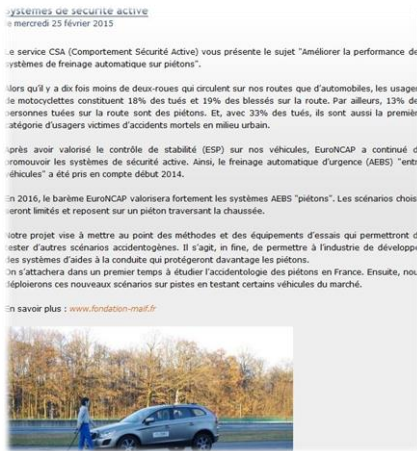 systèmes de sécurité active
mercredi 25 février 2015
Le service CSA (Comportement Sécurité Active) vous présente le sujet "Améliorer la performance
systèmes de freinage automatique sur piétons".
Alors qu'il y a dix fois moins de deux-roues qui circulent sur nos routes que d'automobiles, les
de motocyclettes constituent 18% des tués et 19% des blessés sur la route. Par ailleurs, 13%
personnes tuées sur la route sont des piétons. Et, avec 33% des tués, ils sont aussi la
catégorie d'usagers victimes d'accidents mortels en milieu urbain.
Après avoir valorisé le contrôle de stabilité (ESP) sur nos véhicules, EuroNCAP a continué
promouvoir les systèmes de sécurité active. Ainsi, le freinage automatique d'urgence (AEBS)
véhicules" a été pris en compte début 2014.
En 2016, le barème EuroNCAP valorisera fortement les systèmes AEBS "piétons". Les scénarios
seront limités et reposent sur un piéton traversant la chaussée.
Notre projet vise à mettre au point des méthodes et des équipements d'essais qui permettront
tester d'autres scénarios accidentogènes. Il s'agit, in fine, de permettre à l'industrie de
des systèmes d'aides à la conduite qui protégeront davantage les piétons.
On s'attachera dans un premier temps à étudier l'accidentologie des piétons en France. Ensuite,
déploierons ces nouveaux scénarios sur pistes en testant certains véhicules du marché.
En savoir plus : www.fondation-maif.fr